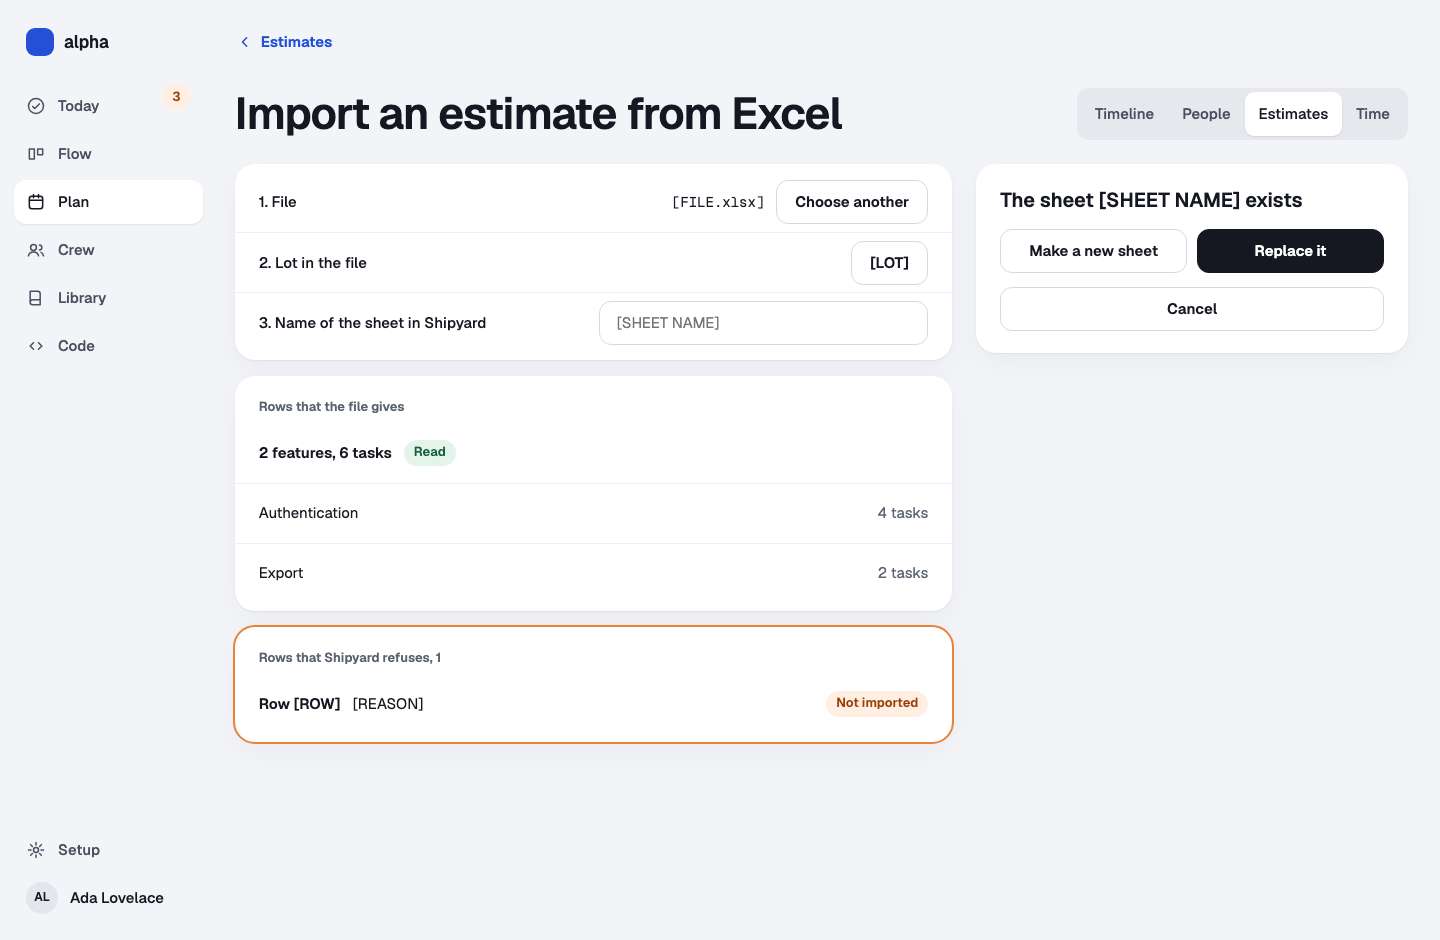 alpha
Today
3
Flow
Plan
Crew
Library
Code
Setup
AL
Ada Lovelace
Estimates
Import an estimate from Excel
Timeline
People
Estimates
Time
1. File
[FILE.xlsx]
Choose another
2. Lot in the file
[LOT]
3. Name of the sheet in Shipyard
[SHEET NAME]
Rows that the file gives
2 features, 6 tasks
Read
Authentication
4 tasks
Export
2 tasks
Rows that Shipyard refuses, 1
Row [ROW]
[REASON]
Not imported
The sheet [SHEET NAME] exists
Make a new sheet
Replace it
Cancel